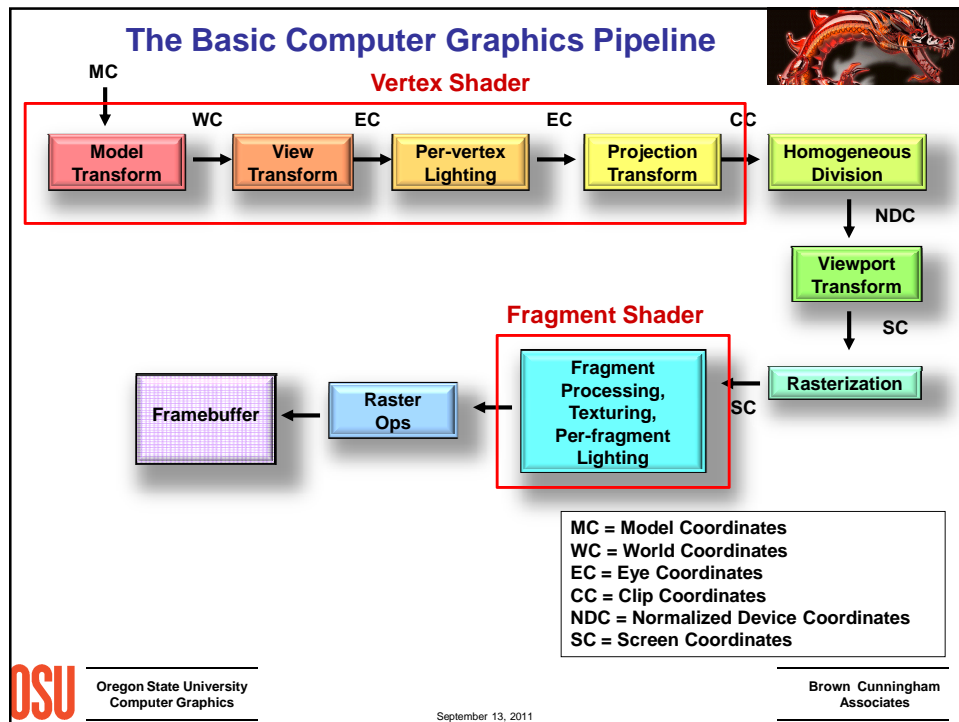 The Basic Computer Graphics Pipeline
MC
Vertex Shader
WC
EC
EC
CC
Model
Transform
View
Transform
Per-vertex
Lighting
Projection
Transform
Homogeneous
Division
NDC
Viewport
Transform
SC
Fragment Shader
Rasterization
SC
Fragment
Processing,
Texturing,
Per-fragment
Lighting
Raster
Ops
Framebuffer
MC = Model Coordinates
WC = World Coordinates
EC = Eye Coordinates
CC = Clip Coordinates
NDC = Normalized Device Coordinates
SC = Screen Coordinates
OSU
Oregon State University
Computer Graphics
September 13, 2011
Brown Cunningham
Associates